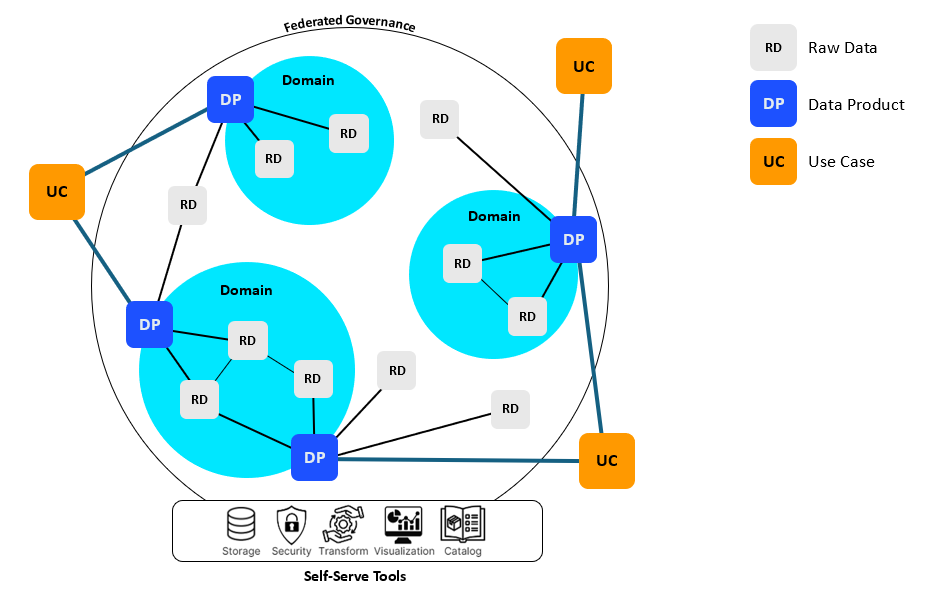 Federated Governance
UC
RD Raw Data
DP Domain
DP Data Product
RD
RD
RD
UC Use Case
UC
RD
Domain
DP
RD
Domain
RD
DP
RD
RD
RD
RD
RD
DP
UC
Storage Security Transform Visualization Catalog
Self-Serve Tools